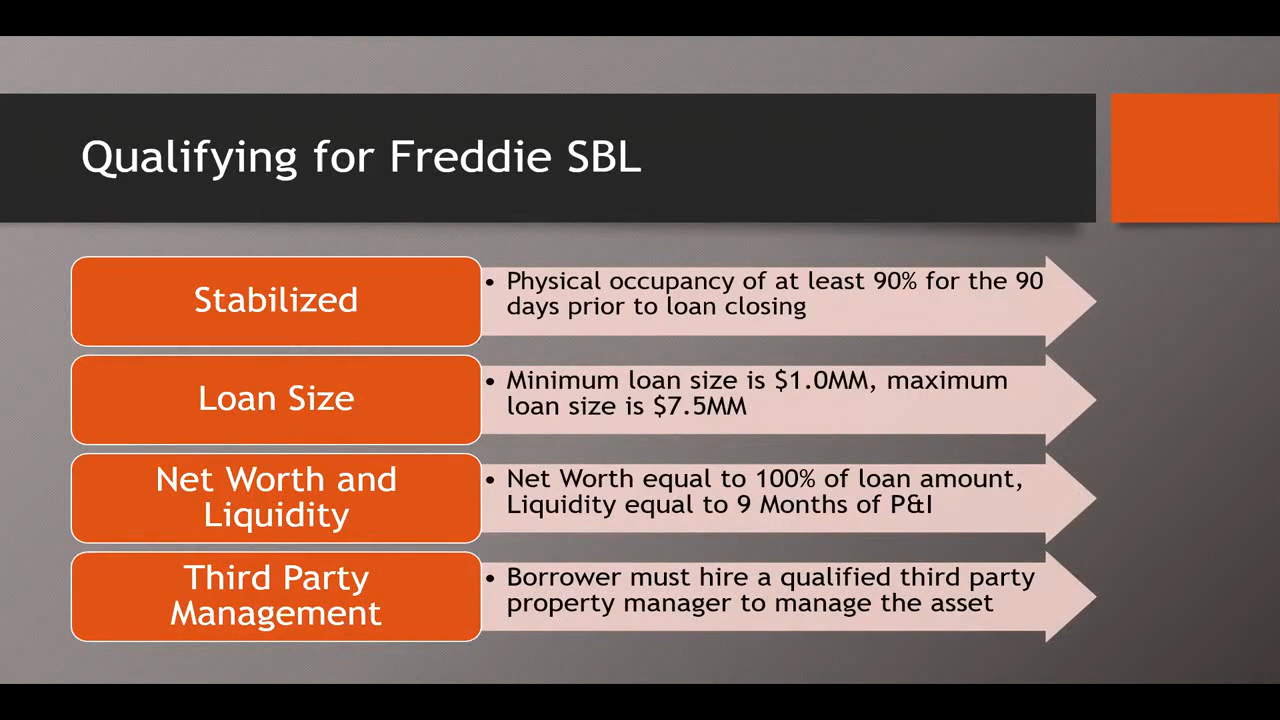 Qualifying for Freddie SBL
Stabilized
• Physical occupancy of at least 90% for the 90
days prior to loan closing
Loan Size
• Minimum loan size is $1.0MM, maximum
loan size is $7.5MM
Net Worth and
Liquidity
• Net Worth equal to 100% of loan amount,
Liquidity equal to 9 Months of P&I
Third Party
Management
• Borrower must hire a qualified third party
property manager to manage the asset